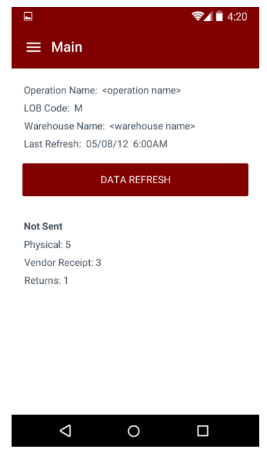 4:20
Main
Operation Name: <operation name>
LOB Code: M
Warehouse Name: <warehouse name>
Last Refresh: 05/08/12 6:00AM
DATA REFRESH
Not Sent
Physical: 5
Vendor Receipt: 3
Returns: 1